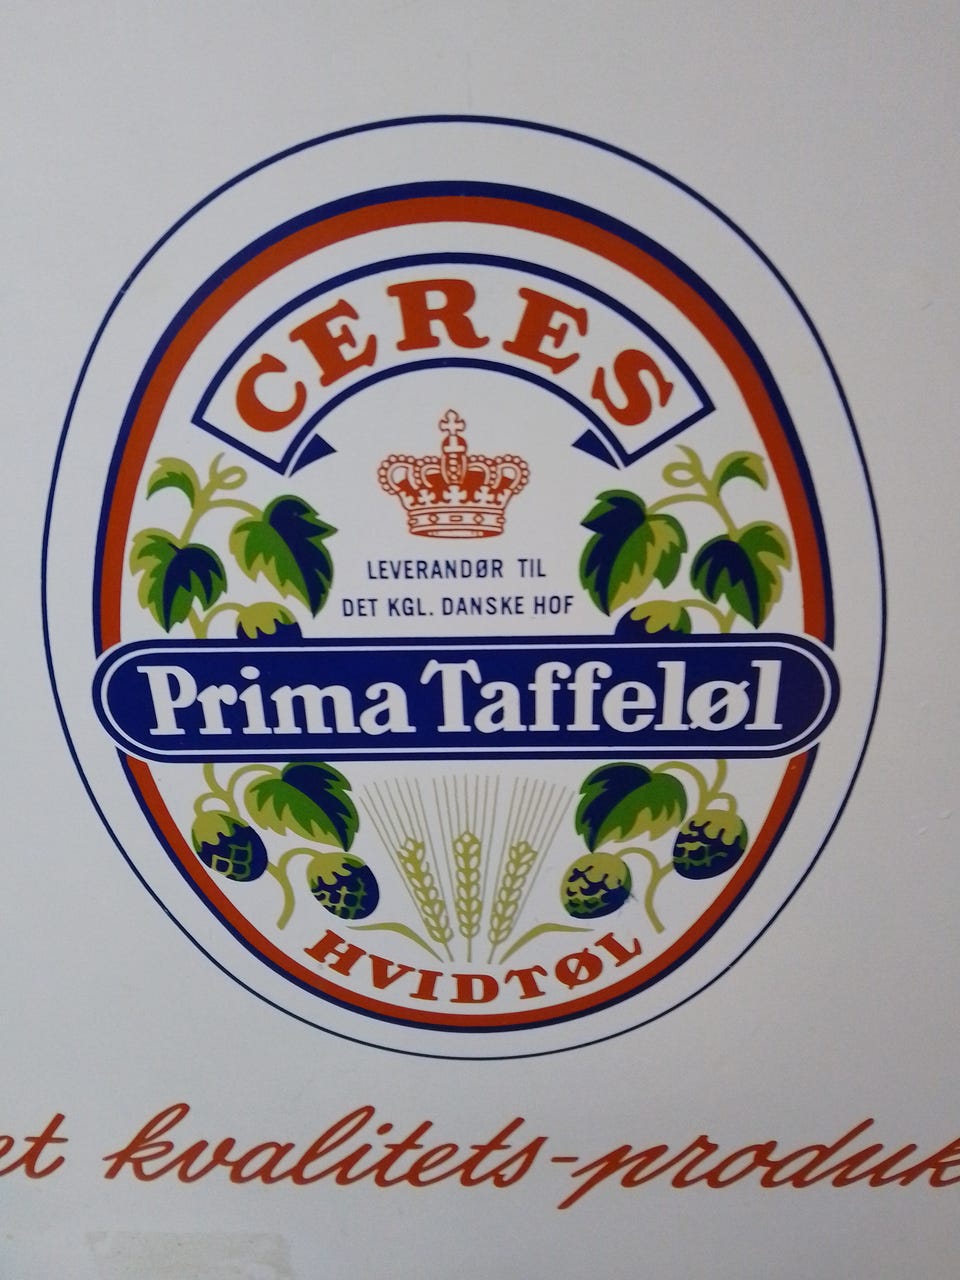 CERES
LEVERANDØR TIL
DET KGL. DANSKE HOF
Prima Taffeløl
HVIDTØL
et kvalitets-produk